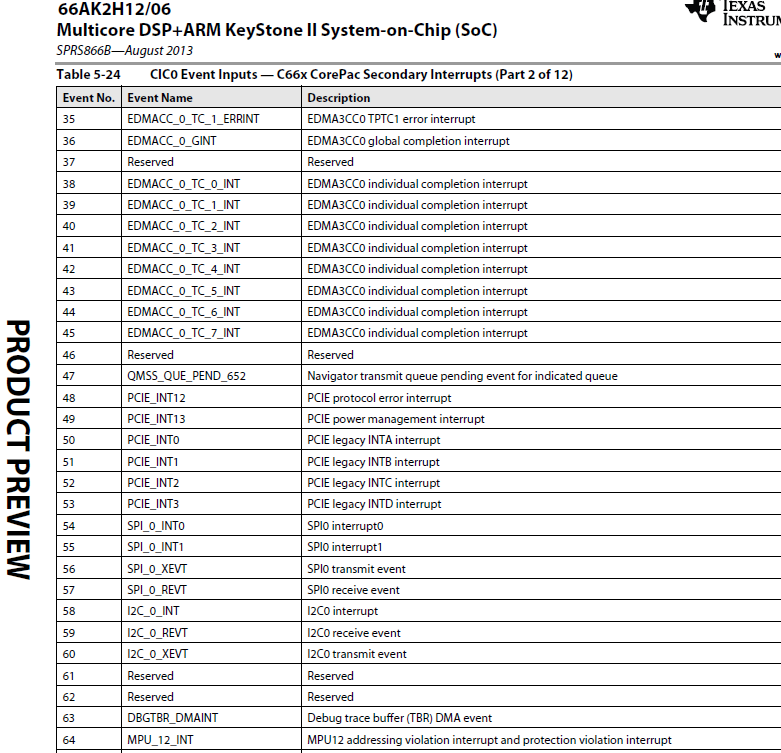 66AK2H12/06
Multicore DSP+ARM KeyStone II System-on-Chip (SoC)
SPRS866B—August 2013
TEXAS
Table 5-24 CIC0 Event Inputs — C66x CorePac Secondary Interrupts (Part 2 of 12)
Event No. Event Name Description
35 EDMACC_0_TC_1_ERRINT EDMA3CC0 TPTC1 error interrupt
36 EDMACC_0_GINT EDMA3CC0 global completion interrupt
37 Reserved Reserved
38 EDMACC_0_TC_0_INT EDMA3CC0 individual completion interrupt
39 EDMACC_0_TC_1_INT EDMA3CC0 individual completion interrupt
40 EDMACC_0_TC_2_INT EDMA3CC0 individual completion interrupt
41 EDMACC_0_TC_3_INT EDMA3CC0 individual completion interrupt
42 EDMACC_0_TC_4_INT EDMA3CC0 individual completion interrupt
43 EDMACC_0_TC_5_INT EDMA3CC0 individual completion interrupt
44 EDMACC_0_TC_6_INT EDMA3CC0 individual completion interrupt
45 EDMACC_0_TC_7_INT EDMA3CC0 individual completion interrupt
46 Reserved Reserved
47 QMSS_QUE_PEND_652 Navigator transmit queue pending event for indicated queue
48 PCIE_INT12 PCIE protocol error interrupt
49 PCIE_INT13 PCIE power management interrupt
50 PCIE_INT0 PCIE legacy INTA interrupt
51 PCIE_INT1 PCIE legacy INTB interrupt
52 PCIE_INT2 PCIE legacy INTC interrupt
53 PCIE_INT3 PCIE legacy INTD interrupt
54 SPI_0_INT0 SPI0 interrupt0
55 SPI_0_INT1 SPI0 interrupt1
56 SPI_0_XEVT SPI0 transmit event
57 SPI_0_REVT SPI0 receive event
58 I2C_0_INT I2C0 interrupt
59 I2C_0_REVT I2C0 receive event
60 I2C_0_XEVT I2C0 transmit event
61 Reserved Reserved
62 Reserved Reserved
63 DBGTBR_DMAINT Debug trace buffer (TBR) DMA event
64 MPU_12_INT MPU12 addressing violation interrupt and protection violation interrupt
PRODUCT PREVIEW